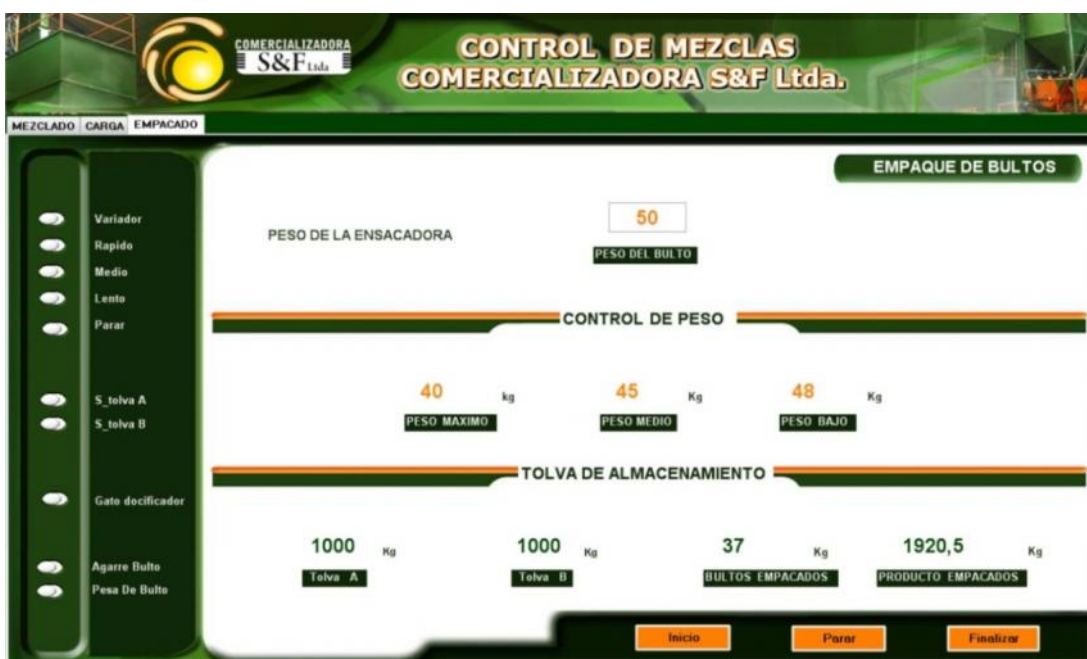 COMERCIALIZADORA
S&F Ltda
CONTROL DE MEZCLAS
COMERCIALIZADORA S&F Ltda.
MEZCLADO CARGA EMPACADO
EMPAQUE DE BULTOS
Variador
Rapido
Medio
Lento
Parar
S_tolva A
S_tolva B
Gato docificador
Agarre Bulto
Pesa De Bulto
PESO DE LA ENSACADORA
50
PESO DEL BULTO
CONTROL DE PESO
40 kg 45 Kg 48 Kg
PESO MAXIMO PESO MEDIO PESO BAJO
TOLVA DE ALMACENAMIENTO
1000 Kg 1000 Kg 37 Kg 1920,5 Kg
Tolva A Tolva B BULTOS EMPACADOS PRODUCTO EMPACADOS
Inicio Parar Finalizar